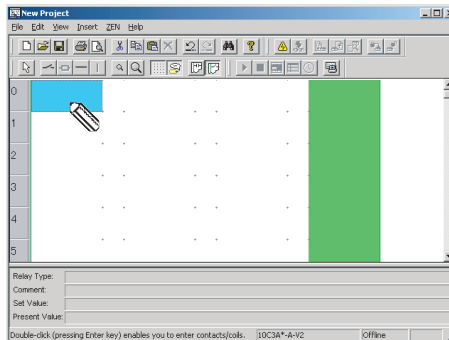 New Project
File Edit View Insert ZEN Help
0
1
2
3
4
5
Relay Type:
Comment:
Set Value:
Present Value:
Double-click (pressing Enter key) enables you to enter contacts/coils. 10C3A*-A-V2 Offline